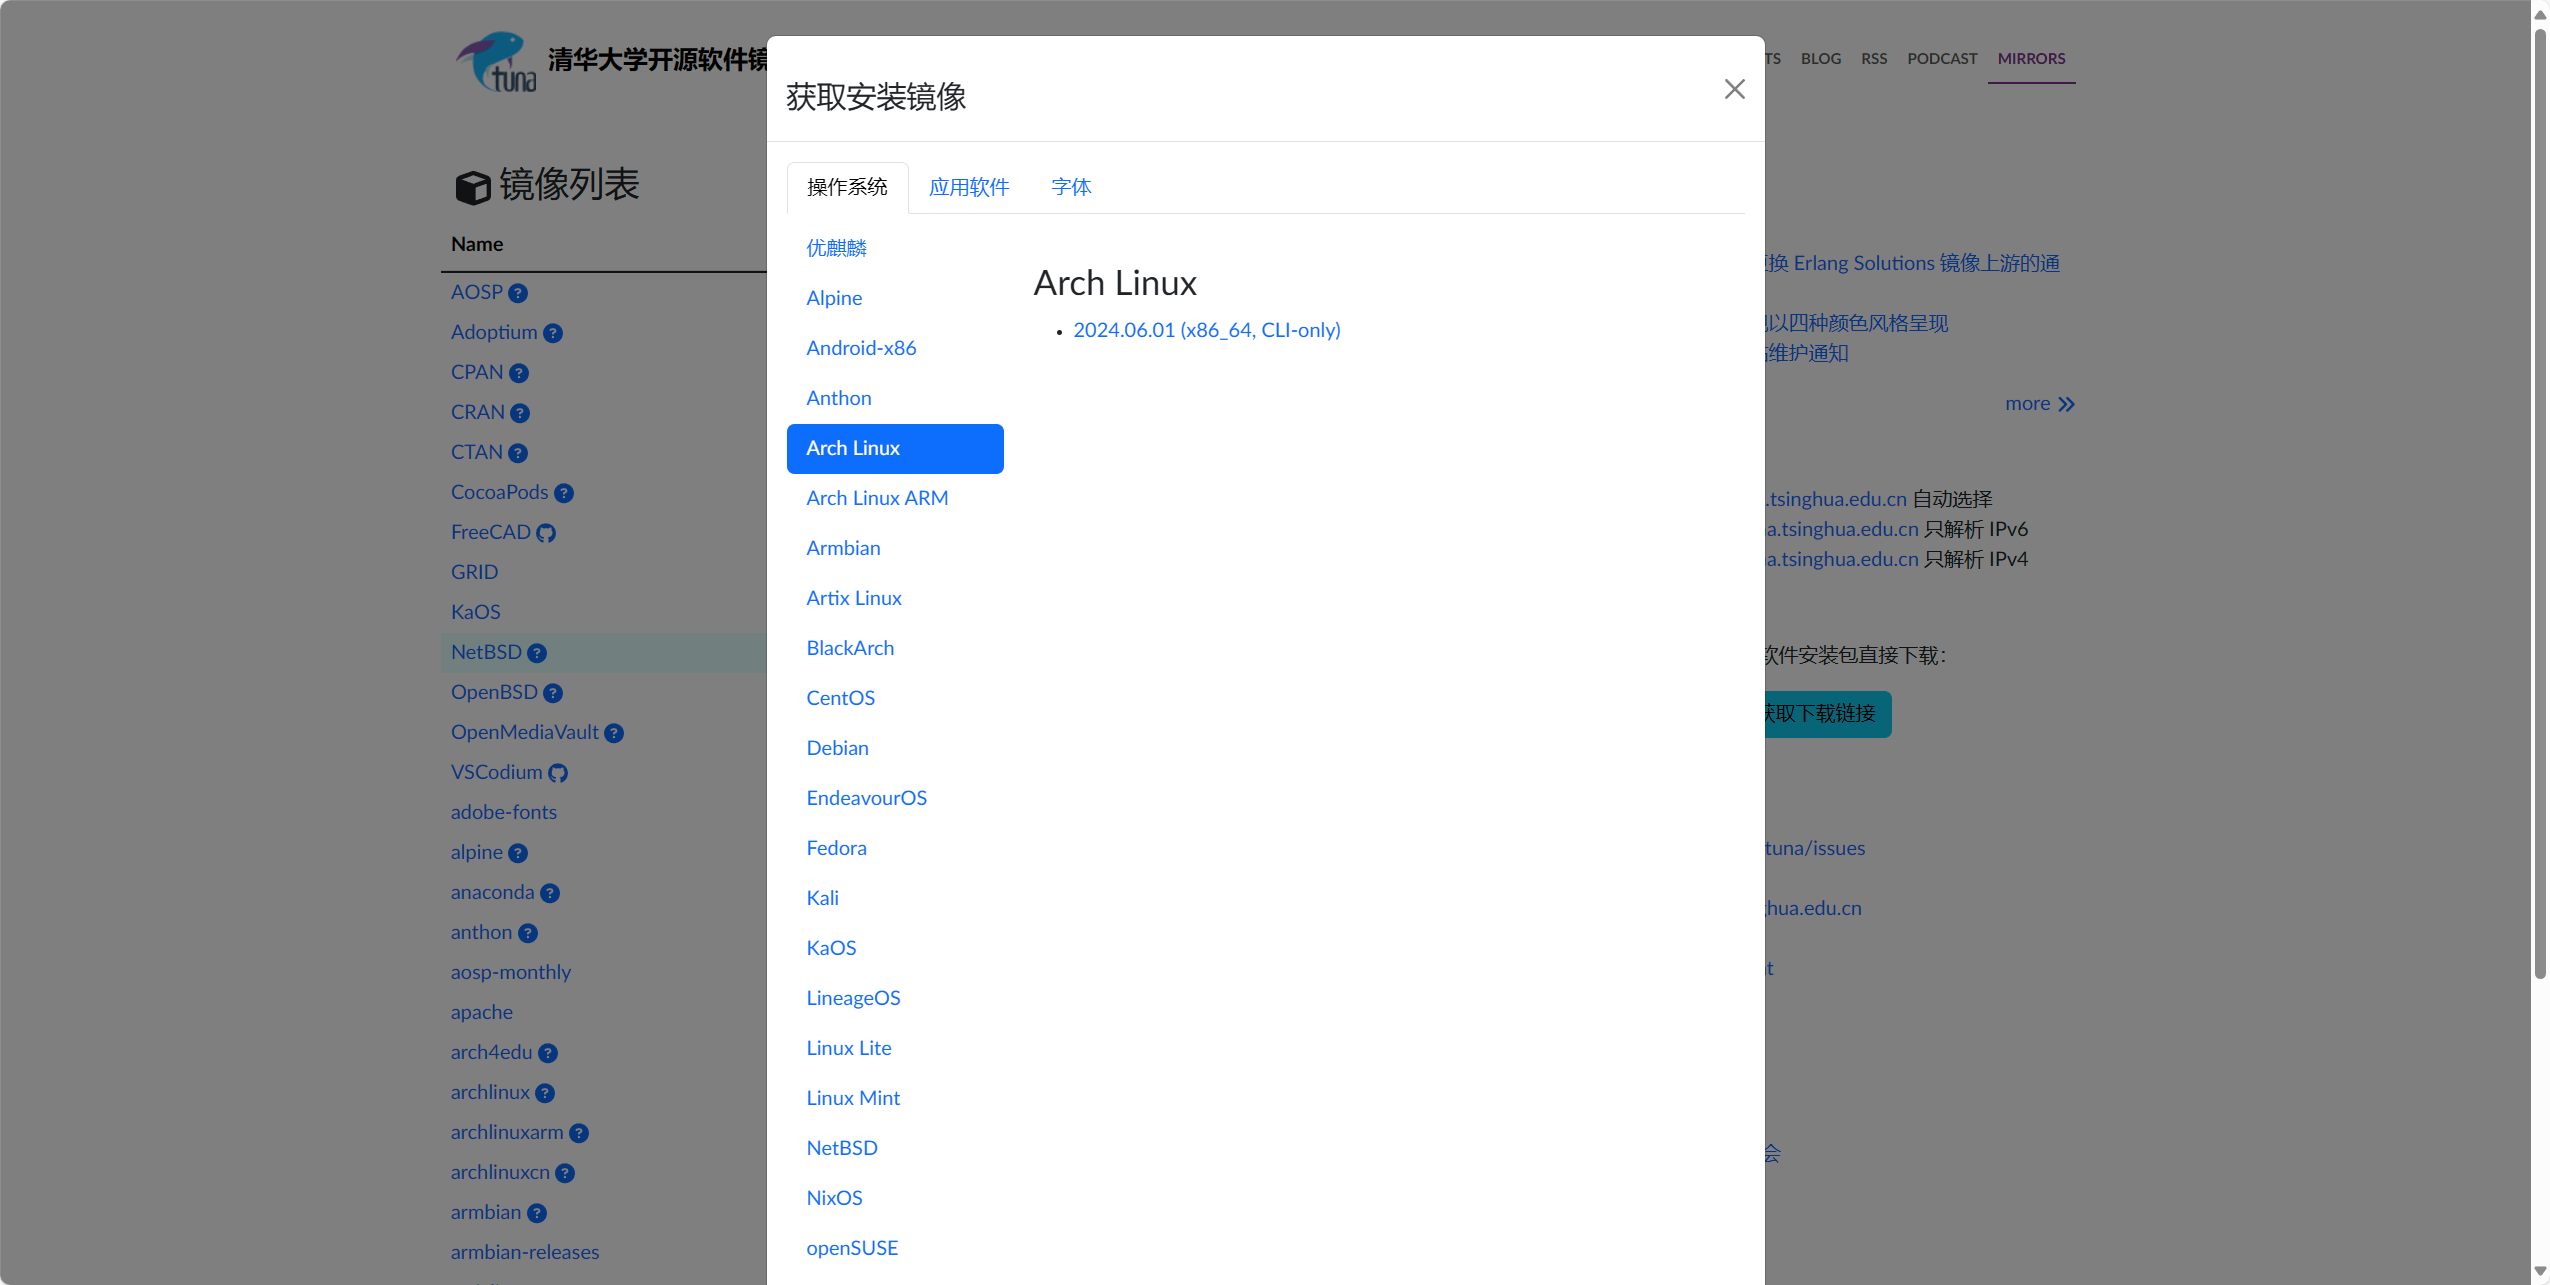 tuna
清华大学开源软件镜
TS BLOG RSS PODCAST MIRRORS
镜像列表
Name
AOSP
Adoptium
CPAN
CRAN
CTAN
CocoaPods
FreeCAD
GRID
KaOS
NetBSD
OpenBSD
OpenMediaVault
VSCodium
adobe-fonts
alpine
anaconda
anthon
aosp-monthly
apache
arch4edu
archlinux
archlinuxarm
archlinuxcn
armbian
armbian-releases
获取安装镜像
操作系统 应用软件 字体
优麒麟
Alpine
Android-x86
Anthon
Arch Linux
Arch Linux ARM
Armbian
Artix Linux
BlackArch
CentOS
Debian
EndeavourOS
Fedora
Kali
KaOS
LineageOS
Linux Lite
Linux Mint
NetBSD
NixOS
openSUSE
Arch Linux
2024.06.01 (x86_64, CLI-only)
换 Erlang Solutions 镜像上游的通
以四种颜色风格呈现
维护通知
more
.tsinghua.edu.cn 自动选择
a.tsinghua.edu.cn 只解析 IPv6
a.tsinghua.edu.cn 只解析 IPv4
软件安装包直接下载：
获取下载链接
tuna/issues
hua.edu.cn
t
会